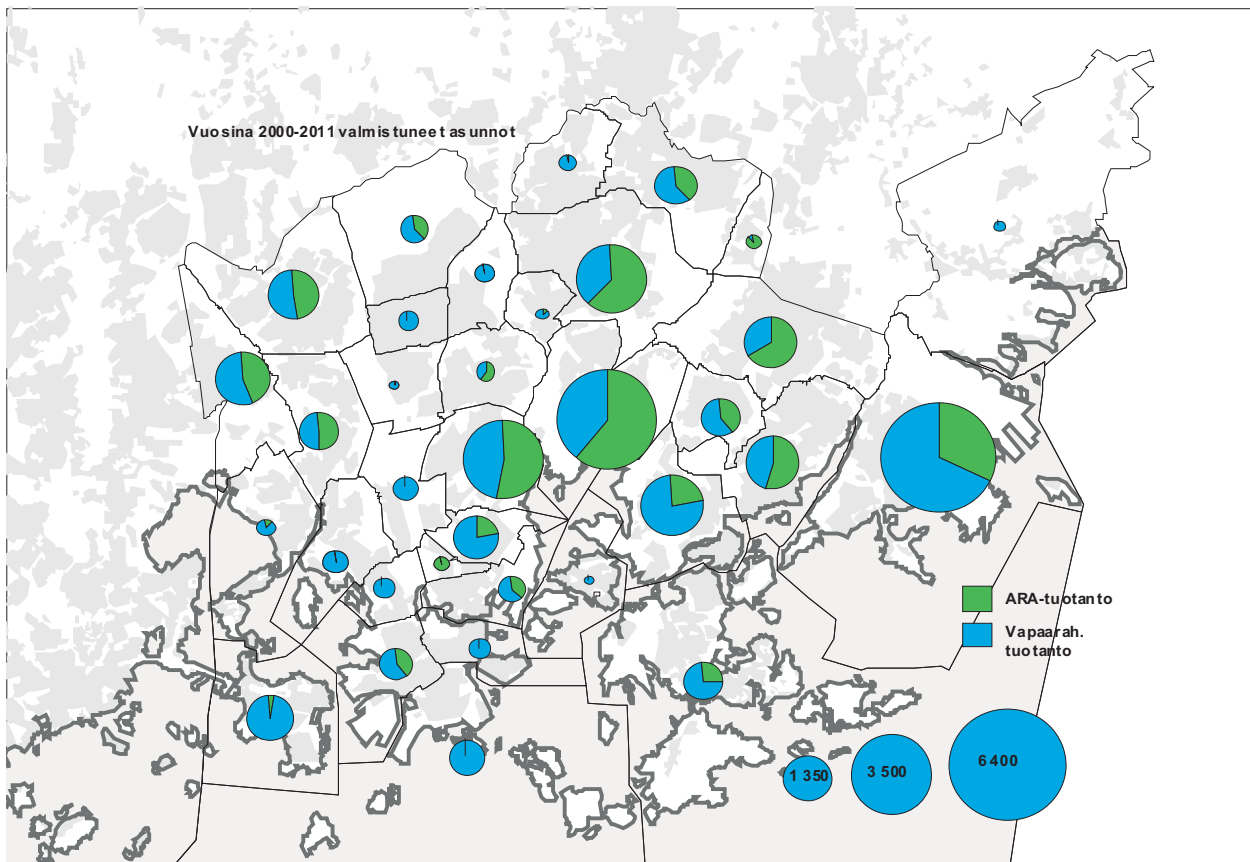 Vuosina 2000-2011 valmistuneet asunnot
ARA-tuotanto
Vapaarah.
tuotanto
1 350
3 500
6 400